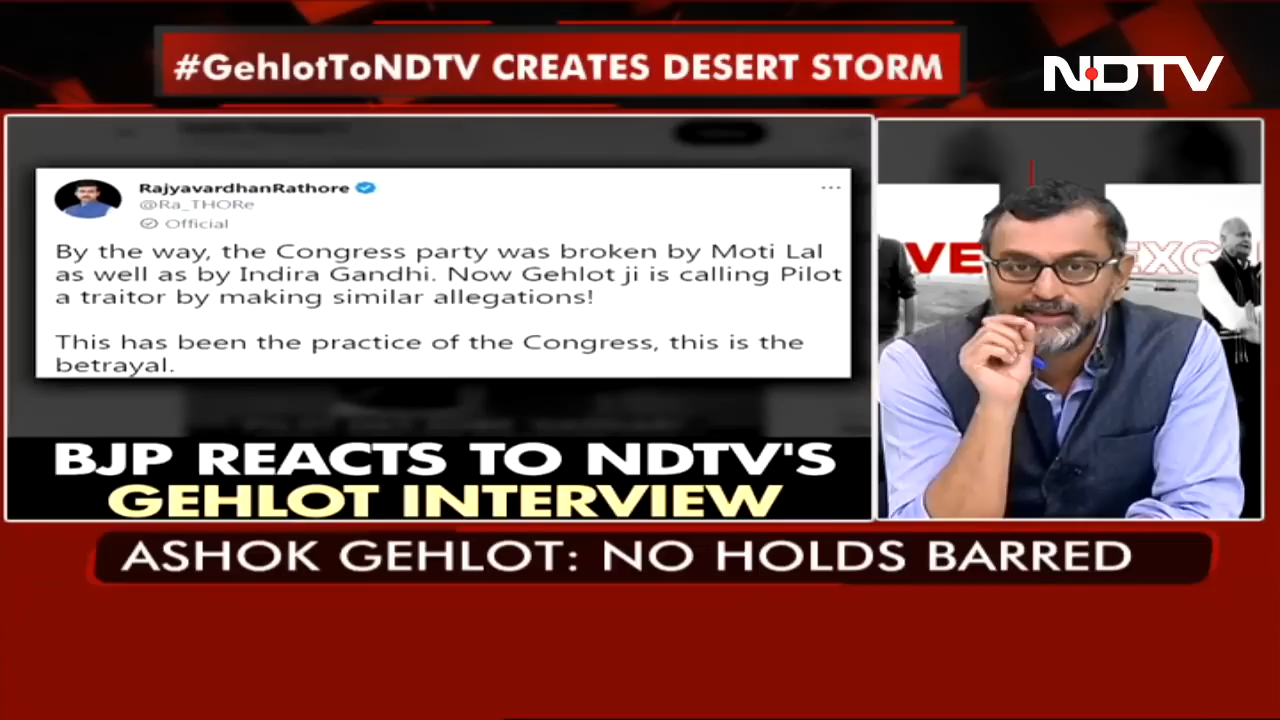 #GehlotToNDTV CREATES DESERT STORM
NDTV
RajyavardhanRathore
@Ra_THORe
Official
By the way, the Congress party was broken by Moti Lal
as well as by Indira Gandhi. Now Gehlot ji is calling Pilot
a traitor by making similar allegations!
This has been the practice of the Congress, this is the
betrayal.
VE
EXC
BJP REACTS TO NDTV'S
GEHLOT INTERVIEW
ASHOK GEHLOT: NO HOLDS BARRED